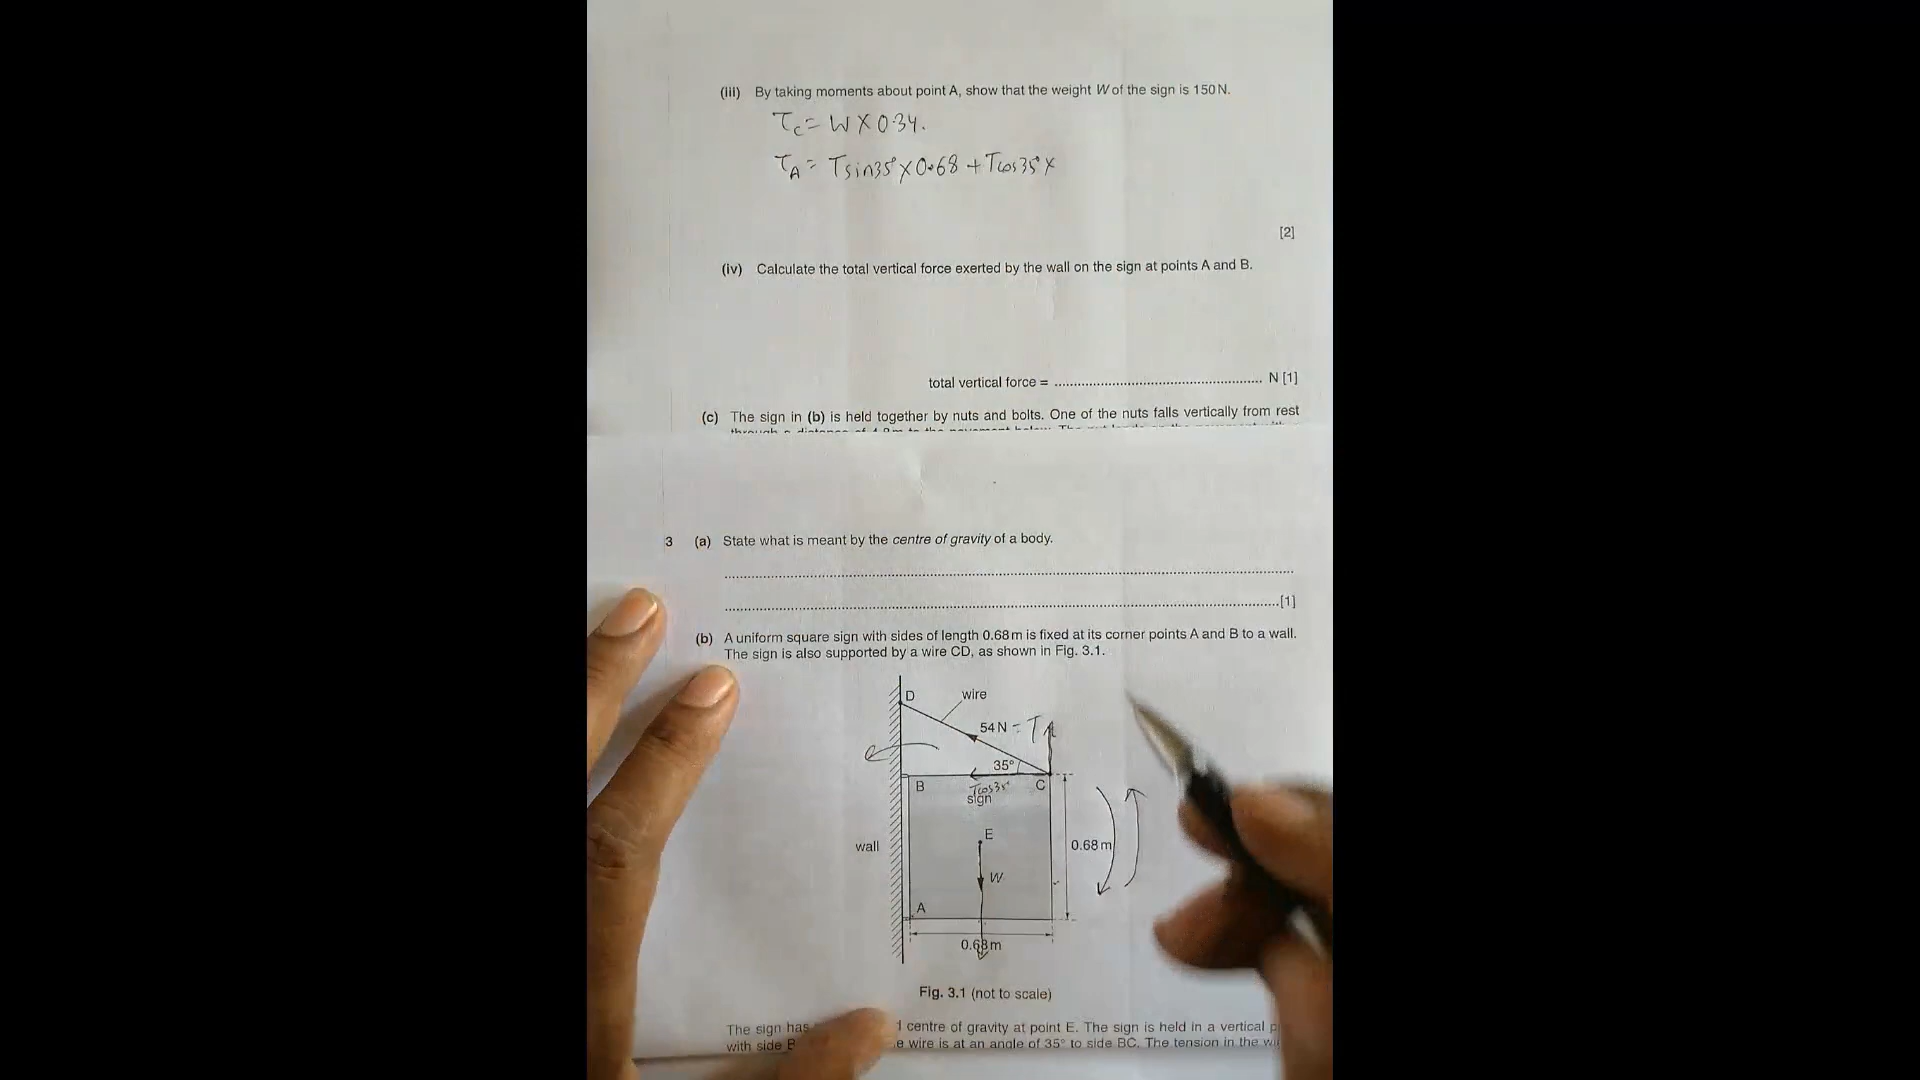 (iii) By taking moments about point A, show that the weight W of the sign is 150 N.
τc = W X 0.34.
τA = Tsin35° X 0.68 + Tcos35° X
[2]
(iv) Calculate the total vertical force exerted by the wall on the sign at points A and B.
total vertical force = ........................................................ N [1]
(c) The sign in (b) is held together by nuts and bolts. One of the nuts falls vertically from rest
3 (a) State what is meant by the centre of gravity of a body.
........................................................
........................................................[1]
(b) A uniform square sign with sides of length 0.68 m is fixed at its corner points A and B to a wall.
The sign is also supported by a wire CD, as shown in Fig. 3.1.
D wire
54 N = T
35°
B Tcos35° C
sign
E
wall 0.68 m
W
A
0.68 m
Fig. 3.1 (not to scale)
The sign has centre of gravity at point E. The sign is held in a vertical
with side wire is at an angle of 35° to side BC. The tension in the